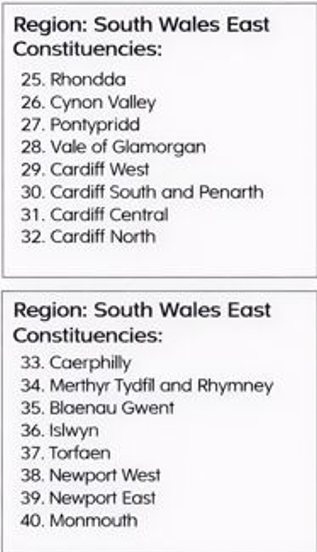 Region: South Wales East
Constituencies:
25. Rhondda
26. Cynon Valley
27. Pontypridd
28. Vale of Glamorgan
29. Cardiff West
30. Cardiff South and Penarth
31. Cardiff Central
32. Cardiff North
Region: South Wales East
Constituencies:
33. Caerphilly
34. Merthyr Tydfil and Rhymney
35. Blaenau Gwent
36. Islwyn
37. Torfaen
38. Newport West
39. Newport East
40. Monmouth